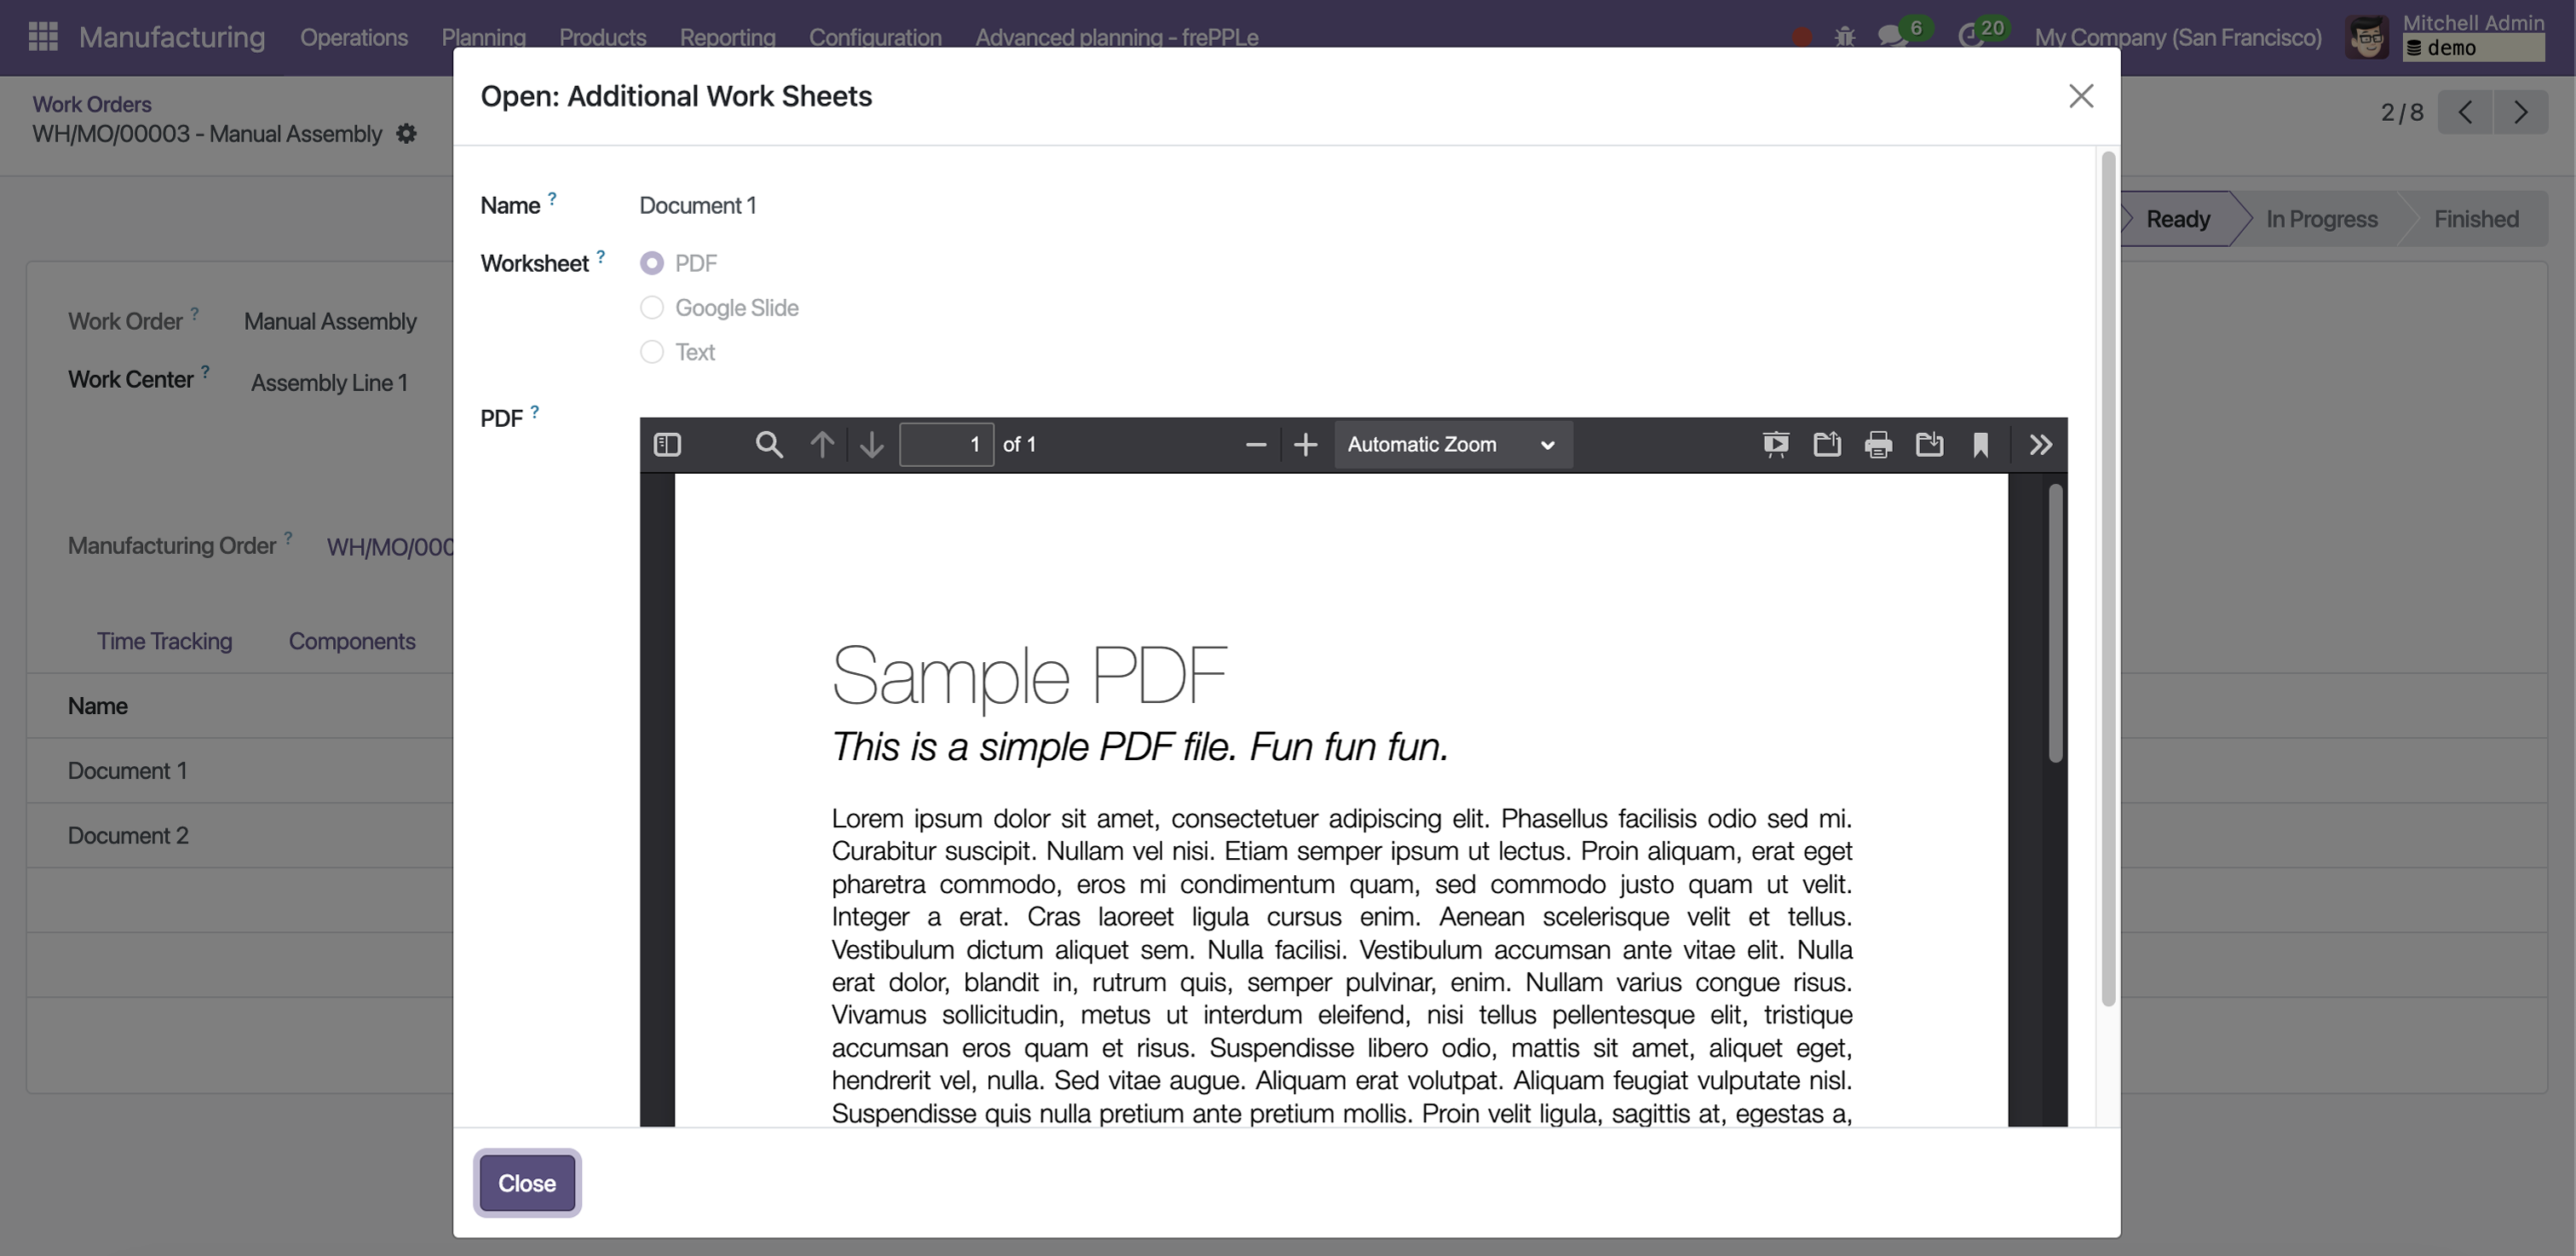 Manufacturing Operations Planning Products Reporting Configuration Advanced planning - frePPLe 6 20 My Company (San Francisco) Mitchell Admin
demo
Work Orders
WH/MO/00003 - Manual Assembly
2 / 8
Open: Additional Work Sheets
Ready In Progress Finished
Work Order ? Manual Assembly
Work Center ? Assembly Line 1
Manufacturing Order ? WH/MO/000
Time Tracking Components
Name
Document 1
Document 2
Name ? Document 1
Worksheet ? PDF
Google Slide
Text
PDF ?
1 of 1 Automatic Zoom
Sample PDF
This is a simple PDF file. Fun fun fun.
Lorem ipsum dolor sit amet, consectetuer adipiscing elit. Phasellus facilisis odio sed mi.
Curabitur suscipit. Nullam vel nisi. Etiam semper ipsum ut lectus. Proin aliquam, erat eget
pharetra commodo, eros mi condimentum quam, sed commodo justo quam ut velit.
Integer a erat. Cras laoreet ligula cursus enim. Aenean scelerisque velit et tellus.
Vestibulum dictum aliquet sem. Nulla facilisi. Vestibulum accumsan ante vitae elit. Nulla
erat dolor, blandit in, rutrum quis, semper pulvinar, enim. Nullam varius congue risus.
Vivamus sollicitudin, metus ut interdum eleifend, nisi tellus pellentesque elit, tristique
accumsan eros quam et risus. Suspendisse libero odio, mattis sit amet, aliquet eget,
hendrerit vel, nulla. Sed vitae augue. Aliquam erat volutpat. Aliquam feugiat vulputate nisl.
Suspendisse quis nulla pretium ante pretium mollis. Proin velit ligula, sagittis at, egestas a,
Close